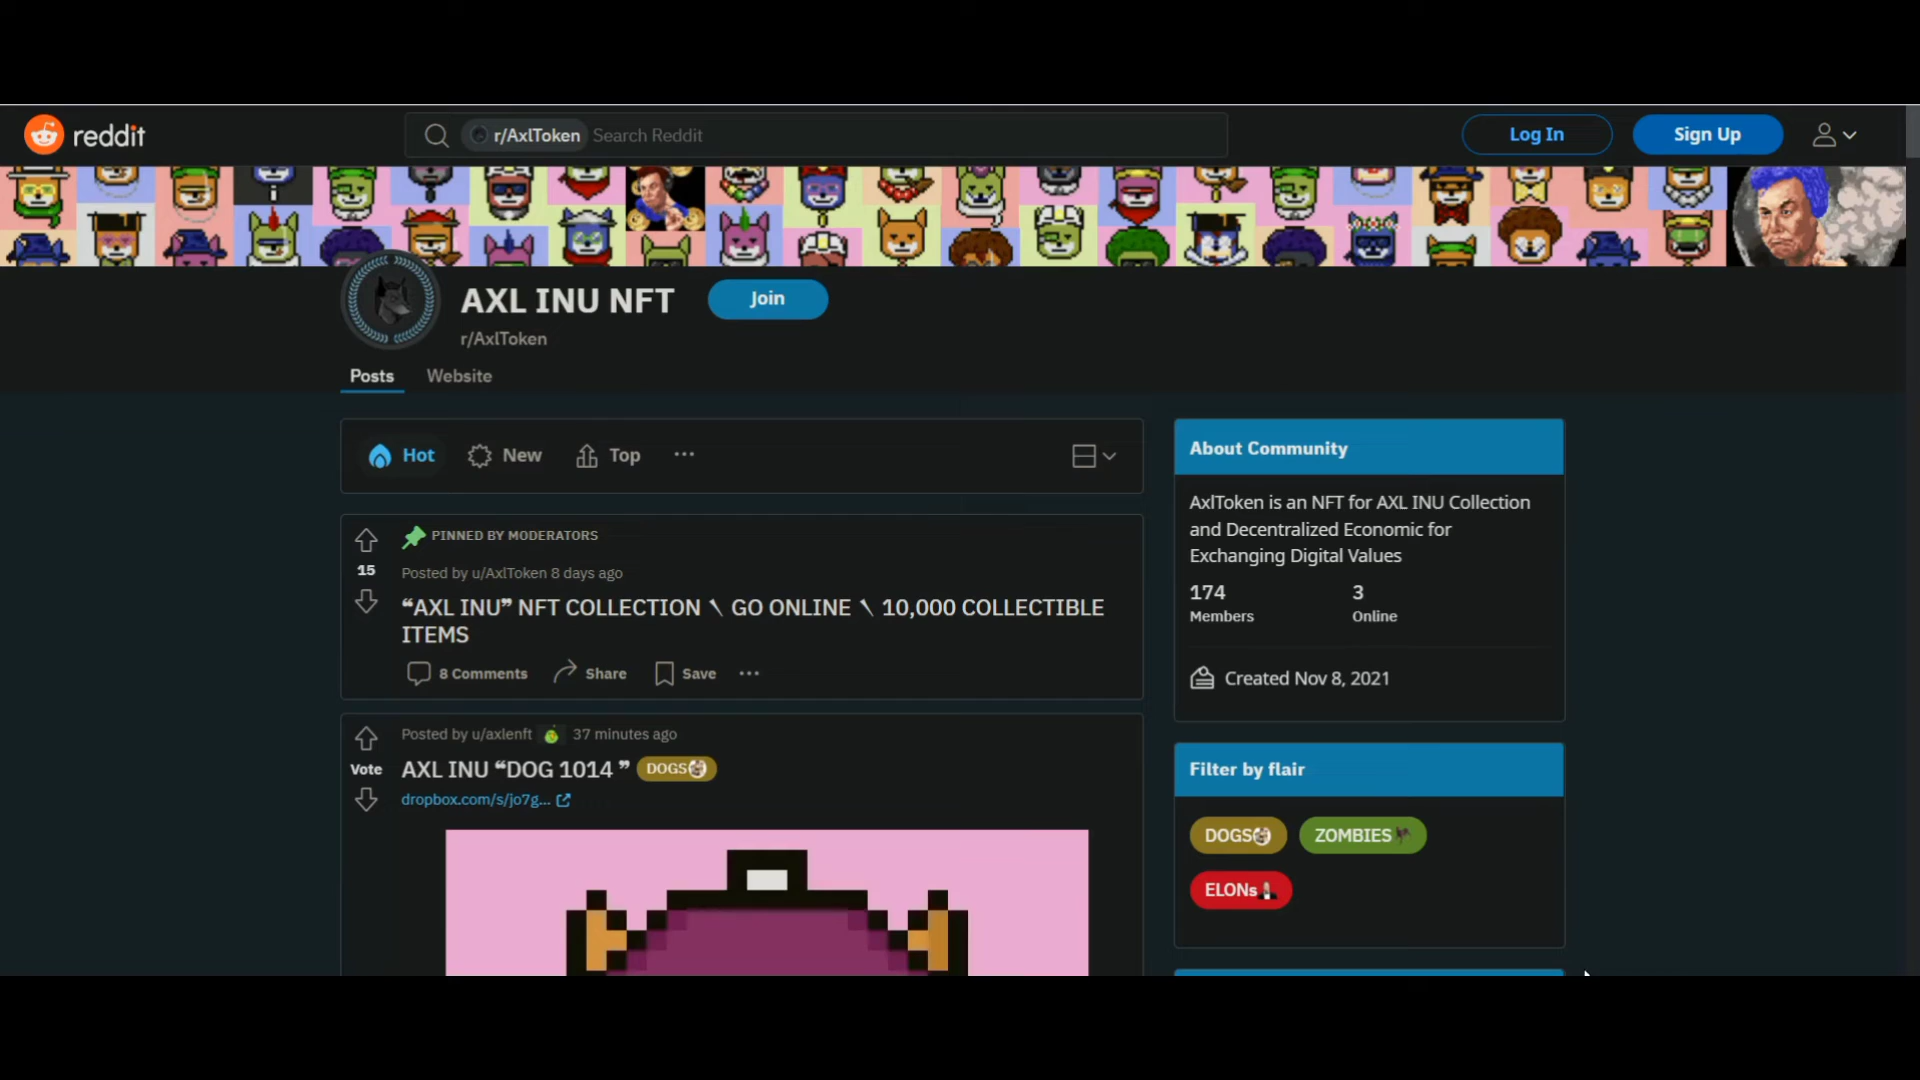 reddit
r/AxlToken Search Reddit
Log In
Sign Up
AXL INU NFT
Join
r/AxlToken
Posts
Website
Hot
New
Top
PINNED BY MODERATORS
15
Posted by u/AxlToken 8 days ago
“AXL INU” NFT COLLECTION \ GO ONLINE \ 10,000 COLLECTIBLE
ITEMS
8 Comments
Share
Save
Posted by u/axlenft 37 minutes ago
Vote
AXL INU “DOG 1014 ” DOGS
dropbox.com/s/jo7g...
About Community
AxlToken is an NFT for AXL INU Collection
and Decentralized Economic for
Exchanging Digital Values
174
3
Members
Online
Created Nov 8, 2021
Filter by flair
DOGS
ZOMBIES
ELONs